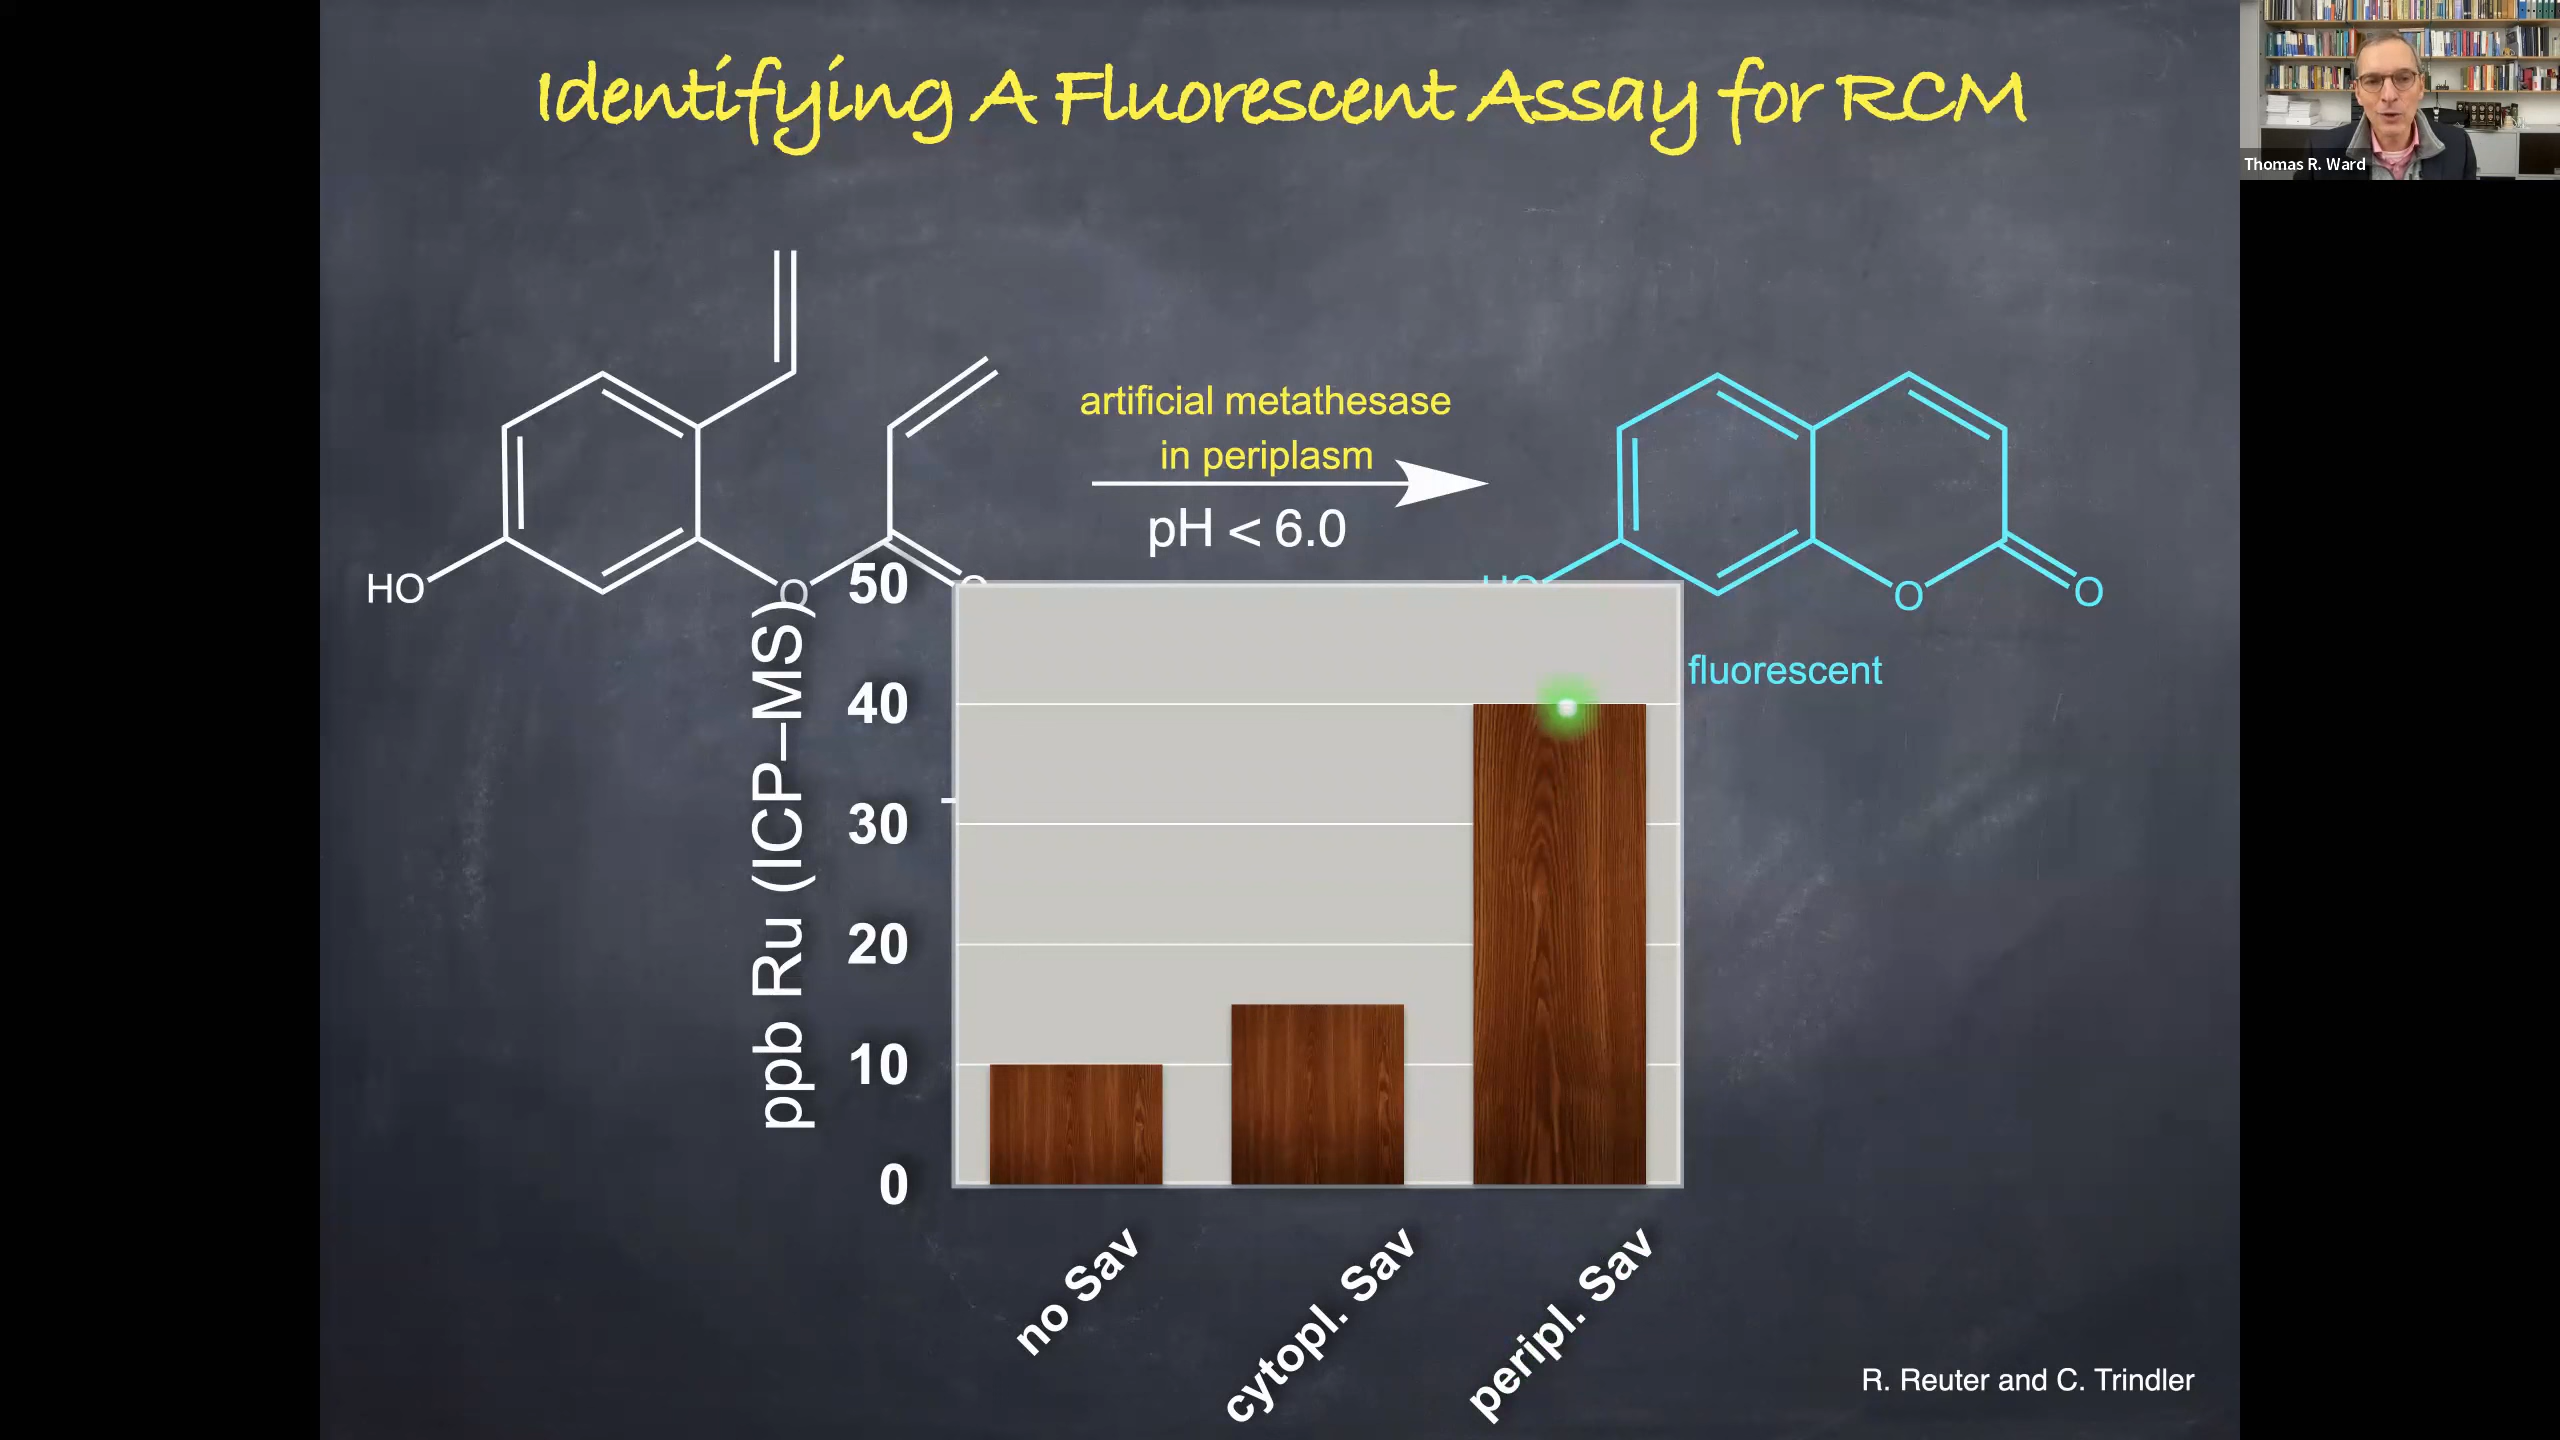 Identifying A Fluorescent Assay for RCM
Thomas R. Ward
artificial metathesase
in periplasm
pH < 6.0
HO
O
O
HO
O
O
fluorescent
ppb Ru (ICP–MS)
50
40
30
20
10
0
no Sav
cytopl. Sav
peripl. Sav
R. Reuter and C. Trindler